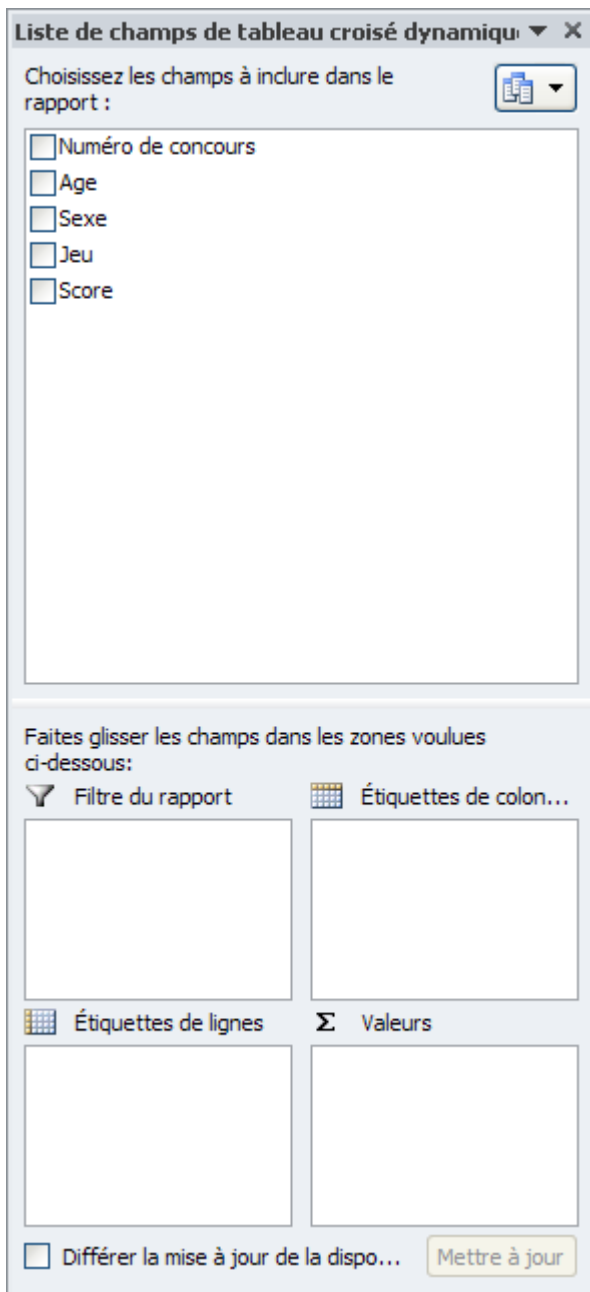 Liste de champs de tableau croisé dynamiqu
Choisissez les champs à inclure dans le
rapport :
Numéro de concours
Age
Sexe
Jeu
Score
Faites glisser les champs dans les zones voulues
ci-dessous:
Filtre du rapport
Étiquettes de colon...
Étiquettes de lignes
Σ Valeurs
Différer la mise à jour de la dispo...
Mettre à jour